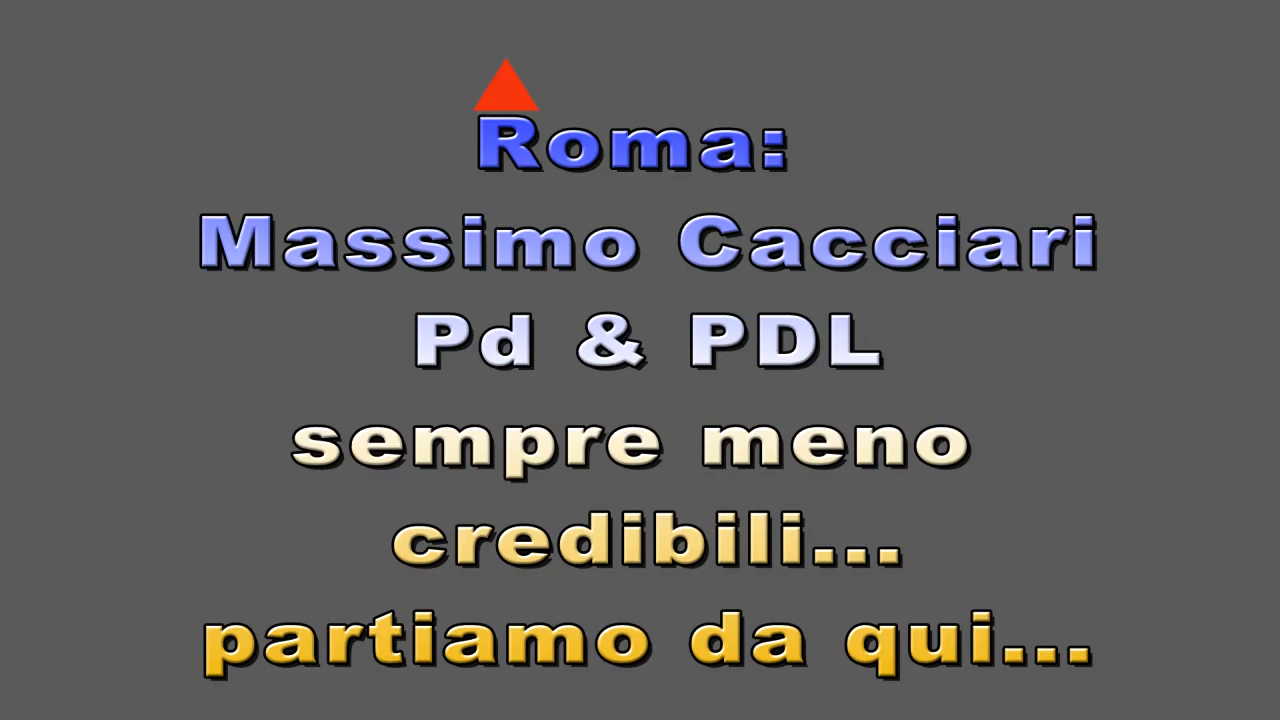 Roma:
Massimo Cacciari
Pd & PDL
sempre meno
credibili...
partiamo da qui...